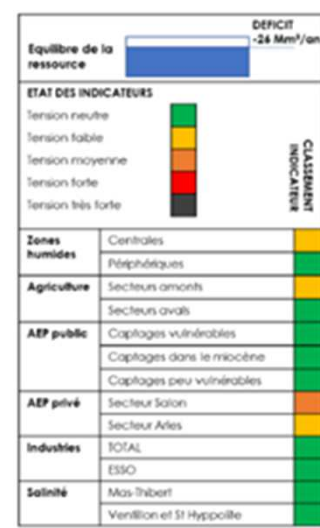 DEFICIT
-26 Mm³/an
Equilibre de la
ressource
ETAT DES INDICATEURS
Tension neutre
Tension faible
Tension moyenne
Tension forte
Tension très forte
CLASSEMENT
INDICATEUR
Zones
humides
Centrales
Périphériques
Agriculture
Secteurs amonts
Secteurs avals
AEP public
Captages vulnérables
Captages dans le miocène
Captages peu vulnérables
AEP privé
Secteur Salon
Secteur Arles
Industries
TOTAL
ESSO
Salinité
Mas-Thibert
Ventillon et St Hyppolite